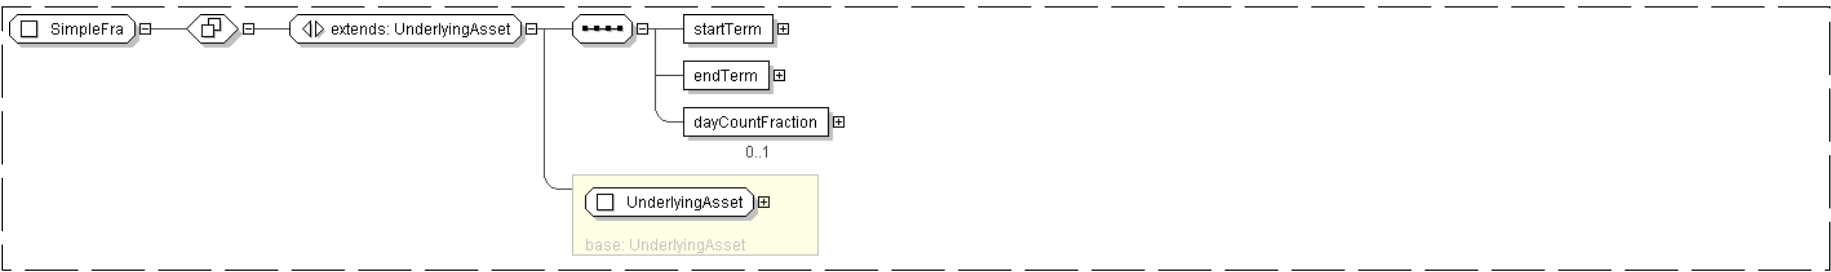 SimpleFra
extends: UnderlyingAsset
startTerm
endTerm
dayCountFraction
0..1
UnderlyingAsset
base: UnderlyingAsset